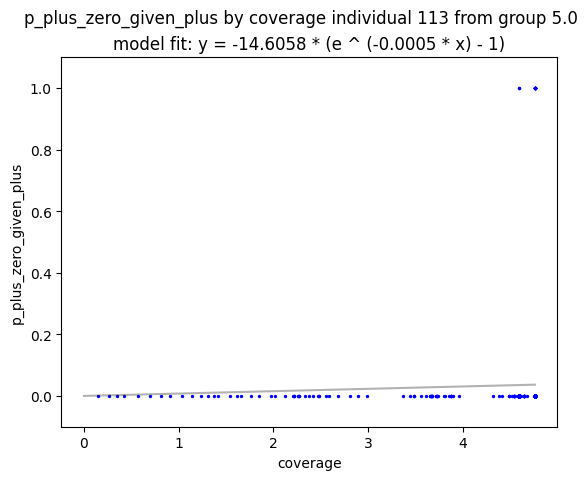 p_plus_zero_given_plus by coverage individual 113 from group 5.0
model fit: y = -14.6058 * (e ^ (-0.0005 * x) - 1)
1.0
0.8
0.6
0.4
0.2
0.0
p_plus_zero_given_plus
0 1 2 3 4
coverage